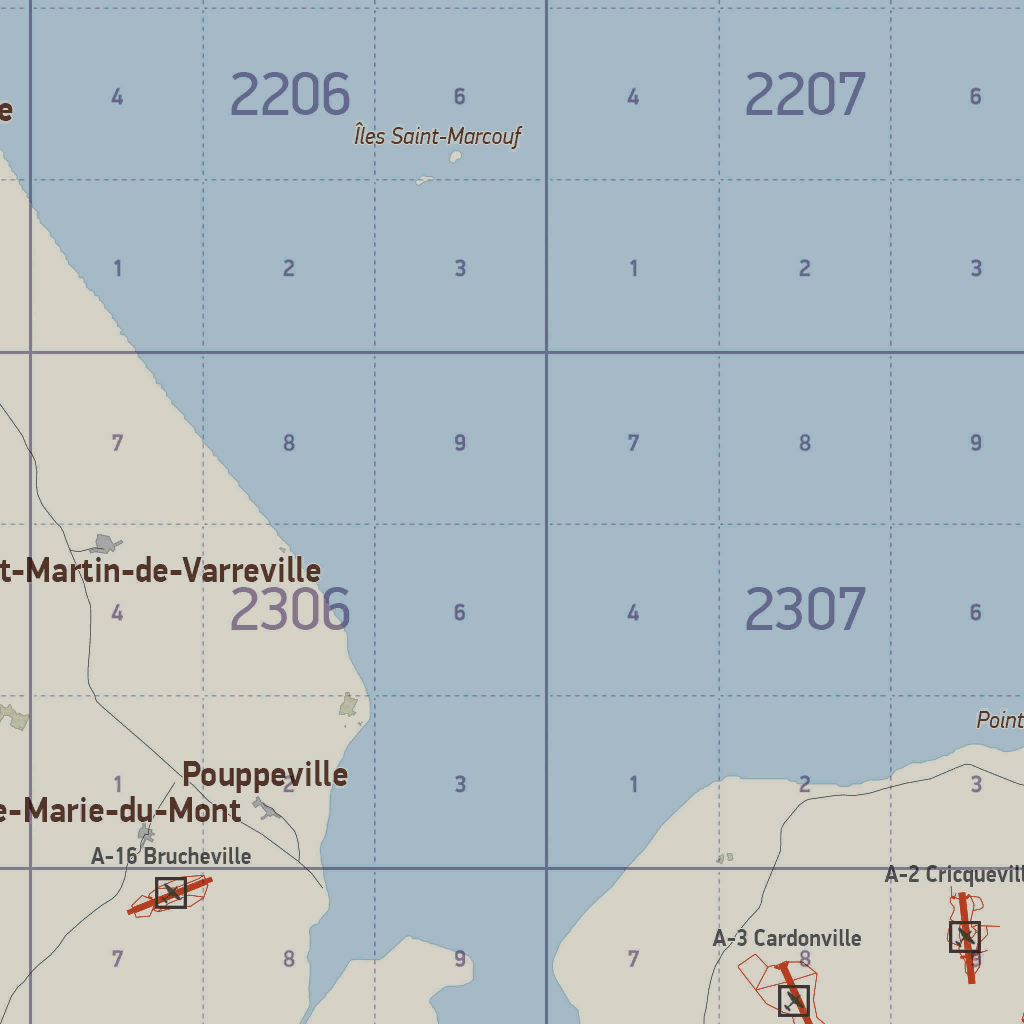 4 2206 6 4 2207 6
e
Îles Saint-Marcouf
1 2 3 1 2 3
7 8 9 7 8 9
t-Martin-de-Varreville
4 2306 6 4 2307 6
Point
Pouppeville
1 2 3 1 2 3
e-Marie-du-Mont
A-16 Brucheville
A-2 Cricquevill
A-3 Cardonville
7 8 9 7 8 9